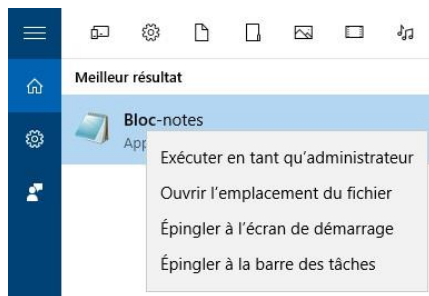 Meilleur résultat
Bloc-notes
App
Exécuter en tant qu'administrateur
Ouvrir l'emplacement du fichier
Épingler à l'écran de démarrage
Épingler à la barre des tâches